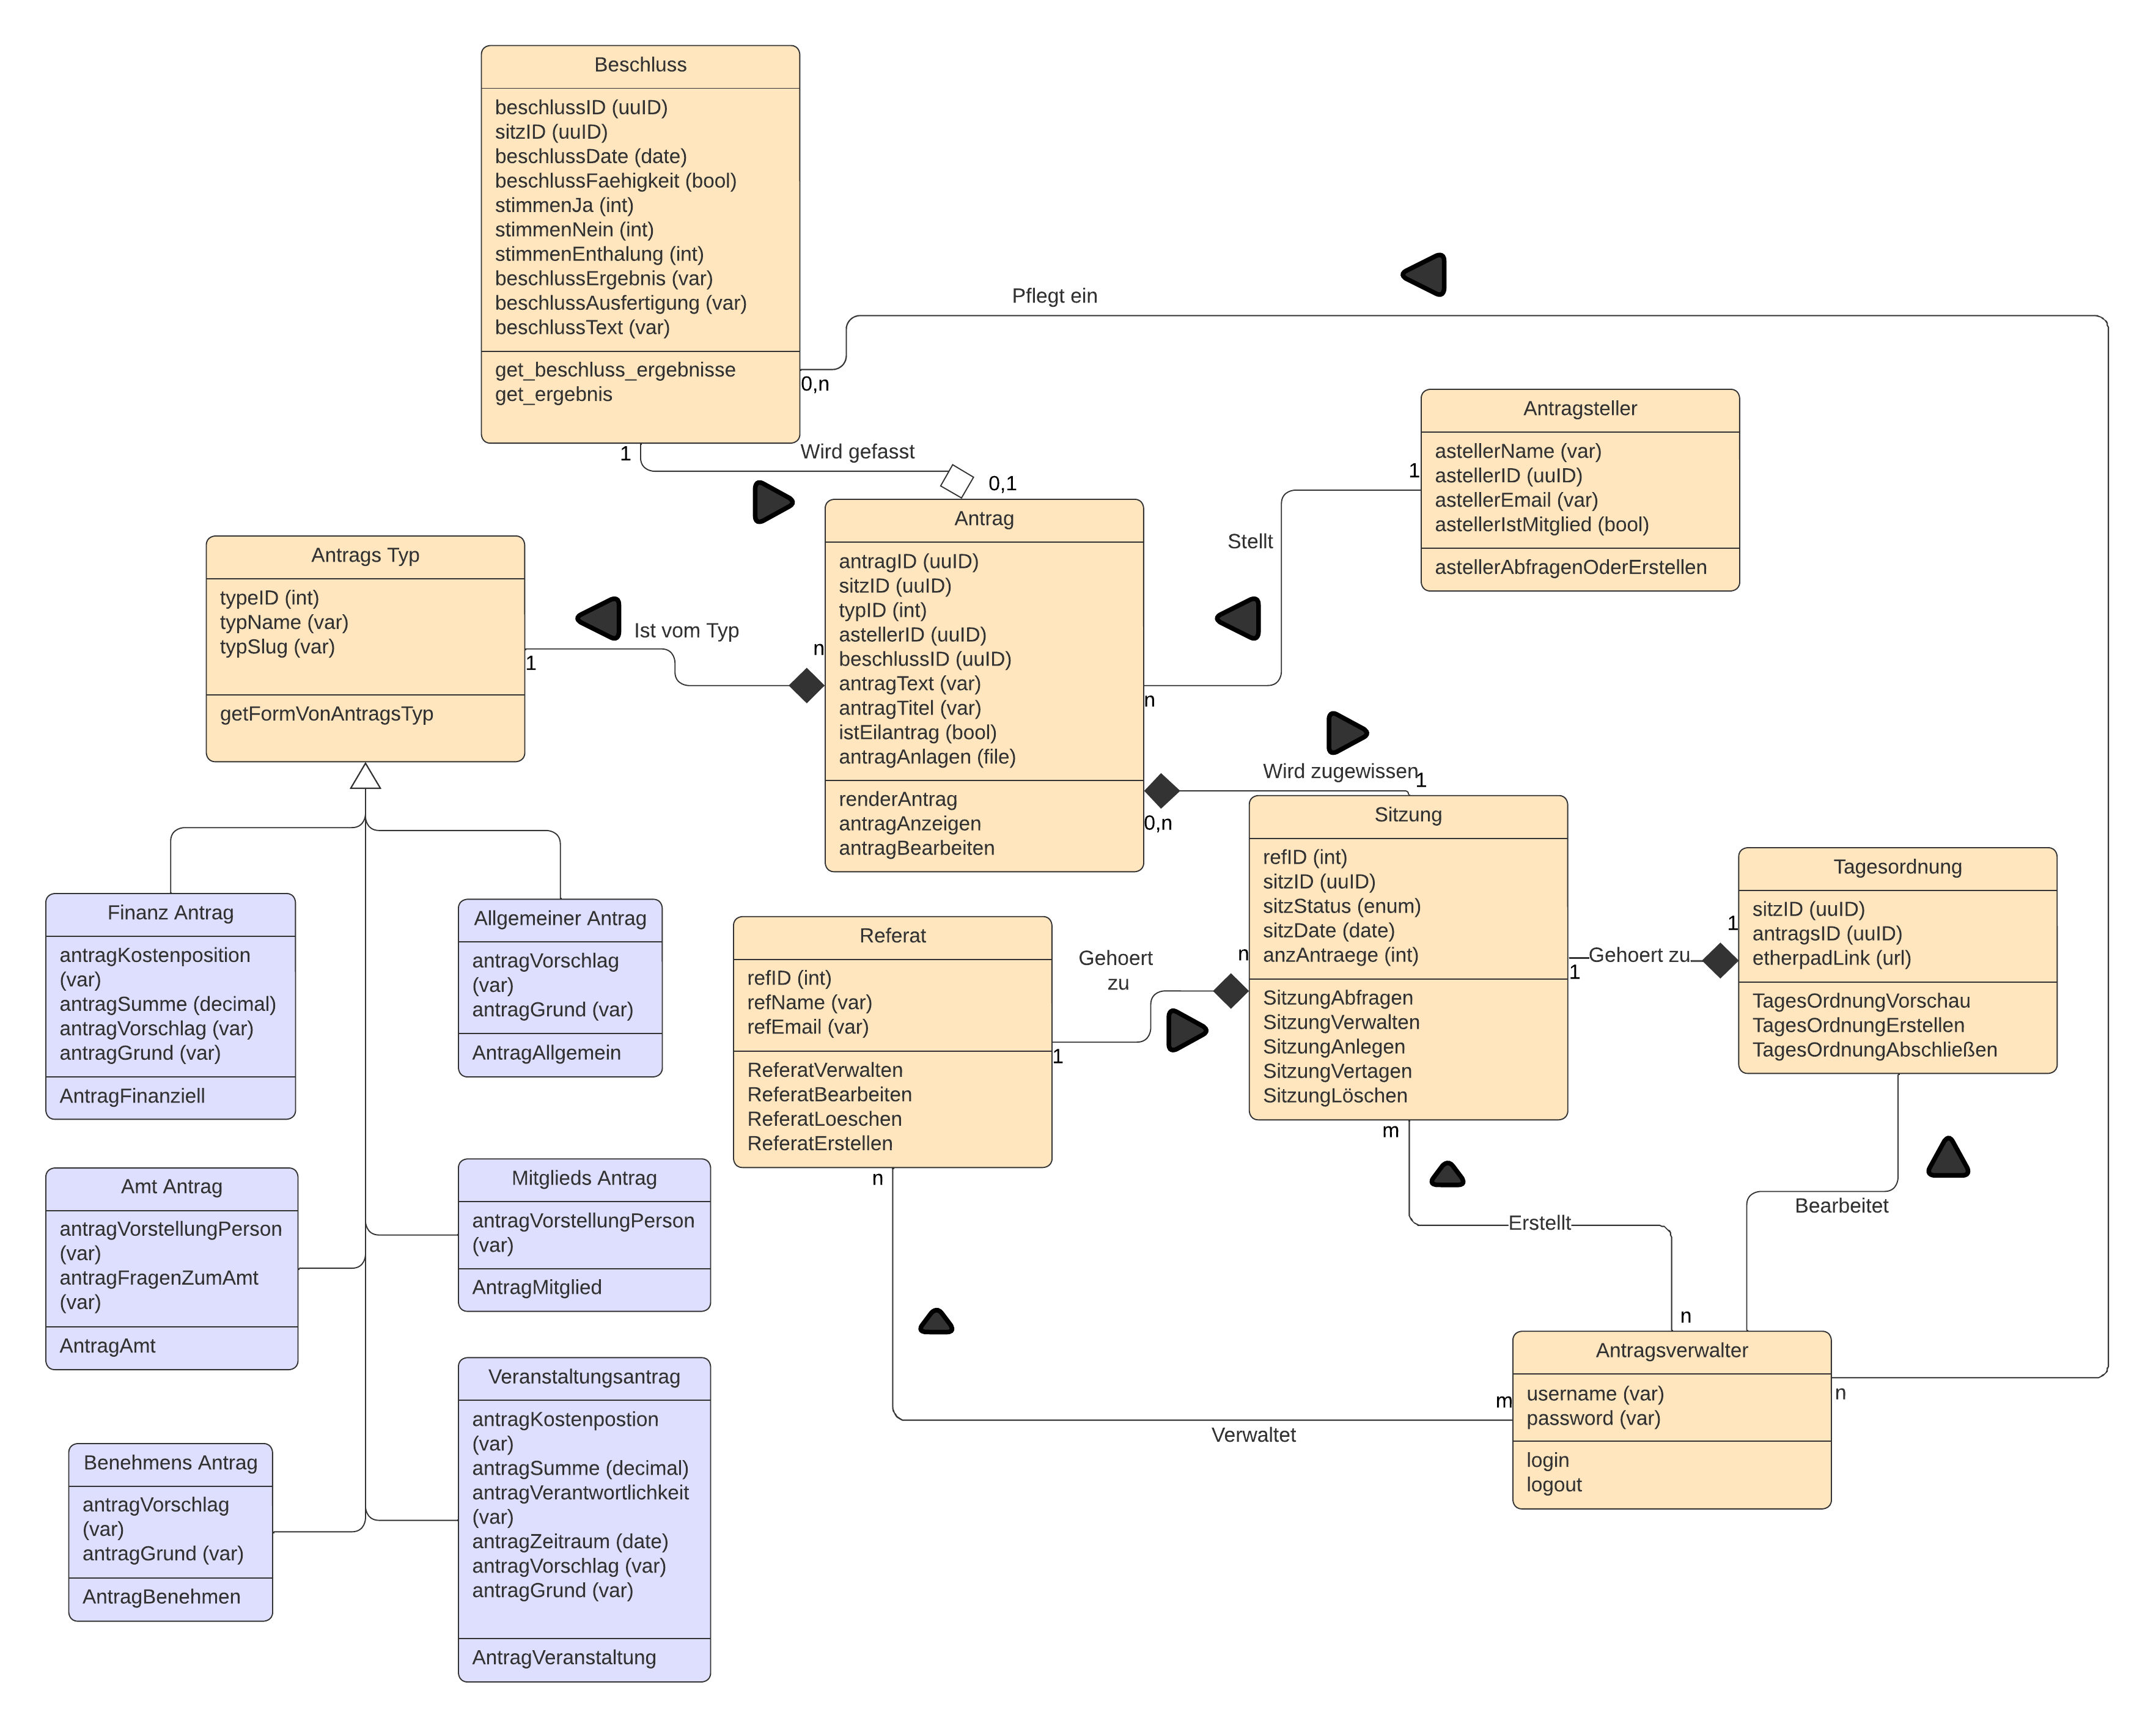 Beschluss
beschlussID (uuID)
sitzID (uuID)
beschlussDate (date)
beschlussFaehigkeit (bool)
stimmenJa (int)
stimmenNein (int)
stimmenEnthalung (int)
beschlussErgebnis (var)
beschlussAusfertigung (var)
beschlussText (var)
get_beschluss_ergebnisse
get_ergebnis
Pflegt ein
0,n
1
Wird gefasst
0,1
Antragsteller
astellerName (var)
astellerID (uuID)
astellerEmail (var)
astellerIstMitglied (bool)
astellerAbfragenOderErstellen
1
Stellt
n
Antrags Typ
typeID (int)
typName (var)
typSlug (var)
getFormVonAntragsTyp
1
Ist vom Typ
n
Antrag
antragID (uuID)
sitzID (uuID)
typID (int)
astellerID (uuID)
beschlussID (uuID)
antragText (var)
antragTitel (var)
istEilantrag (bool)
antragAnlagen (file)
renderAntrag
antragAnzeigen
antragBearbeiten
Wird zugewissen
1
0,n
Sitzung
refID (int)
sitzID (uuID)
sitzStatus (enum)
sitzDate (date)
anzAntraege (int)
SitzungAbfragen
SitzungVerwalten
SitzungAnlegen
SitzungVertagen
SitzungLöschen
Gehoert zu
1
1
Tagesordnung
sitzID (uuID)
antragsID (uuID)
etherpadLink (url)
TagesOrdnungVorschau
TagesOrdnungErstellen
TagesOrdnungAbschließen
Referat
refID (int)
refName (var)
refEmail (var)
ReferatVerwalten
ReferatBearbeiten
ReferatLoeschen
ReferatErstellen
Gehoert
zu
n
1
Finanz Antrag
antragKostenposition
(var)
antragSumme (decimal)
antragVorschlag (var)
antragGrund (var)
AntragFinanziell
Allgemeiner Antrag
antragVorschlag
(var)
antragGrund (var)
AntragAllgemein
Amt Antrag
antragVorstellungPerson
(var)
antragFragenZumAmt
(var)
AntragAmt
Mitglieds Antrag
antragVorstellungPerson
(var)
AntragMitglied
Benehmens Antrag
antragVorschlag
(var)
antragGrund (var)
AntragBenehmen
Veranstaltungsantrag
antragKostenpostion
(var)
antragSumme (decimal)
antragVerantwortlichkeit
(var)
antragZeitraum (date)
antragVorschlag (var)
antragGrund (var)
AntragVeranstaltung
m
Erstellt
n
Bearbeitet
n
Verwaltet
m
Antragsverwalter
username (var)
password (var)
login
logout
n